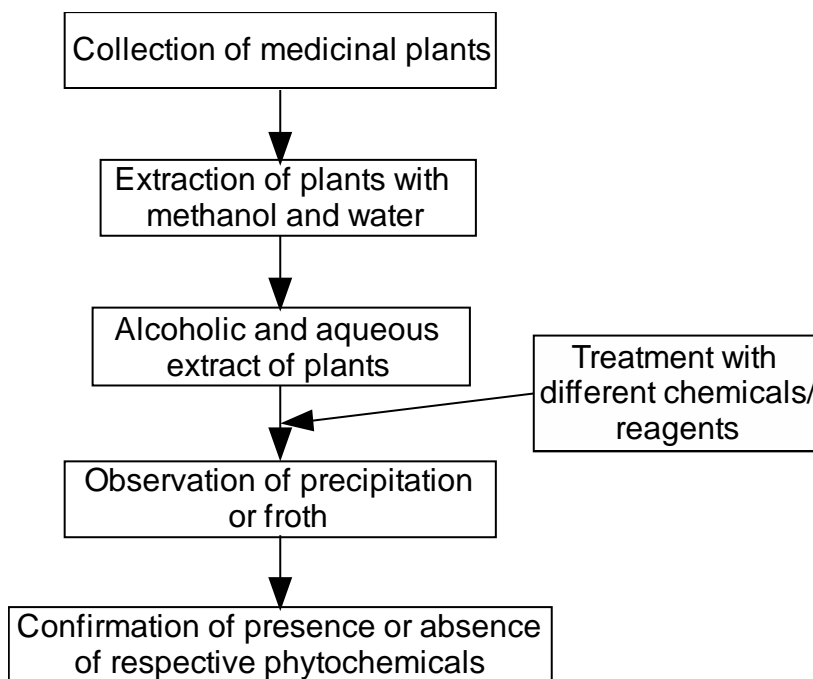 Collection of medicinal plants
Extraction of plants with
methanol and water
Alcoholic and aqueous
extract of plants
Treatment with
different chemicals/
reagents
Observation of precipitation
or froth
Confirmation of presence or absence
of respective phytochemicals